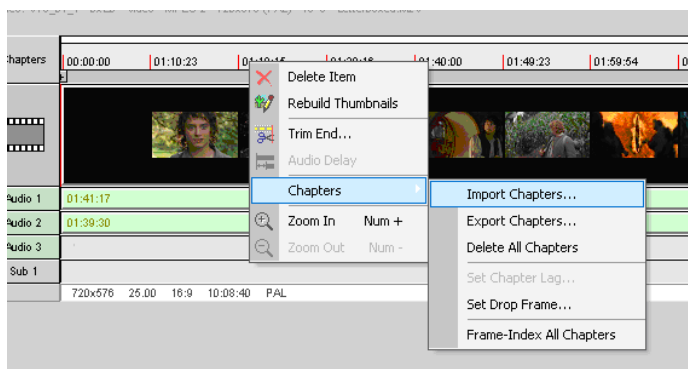 Chapters
00:00:00 01:10:23 :40:00 01:49:23 01:59:54
Delete Item
Rebuild Thumbnails
Trim End...
Audio Delay
Chapters
Zoom In Num +
Zoom Out Num -
Import Chapters...
Export Chapters...
Delete All Chapters
Set Chapter Lag...
Set Drop Frame...
Frame-Index All Chapters
Audio 1 01:41:17
Audio 2 01:39:30
Audio 3
Sub 1
720x576 25.00 16:9 10:08:40 PAL